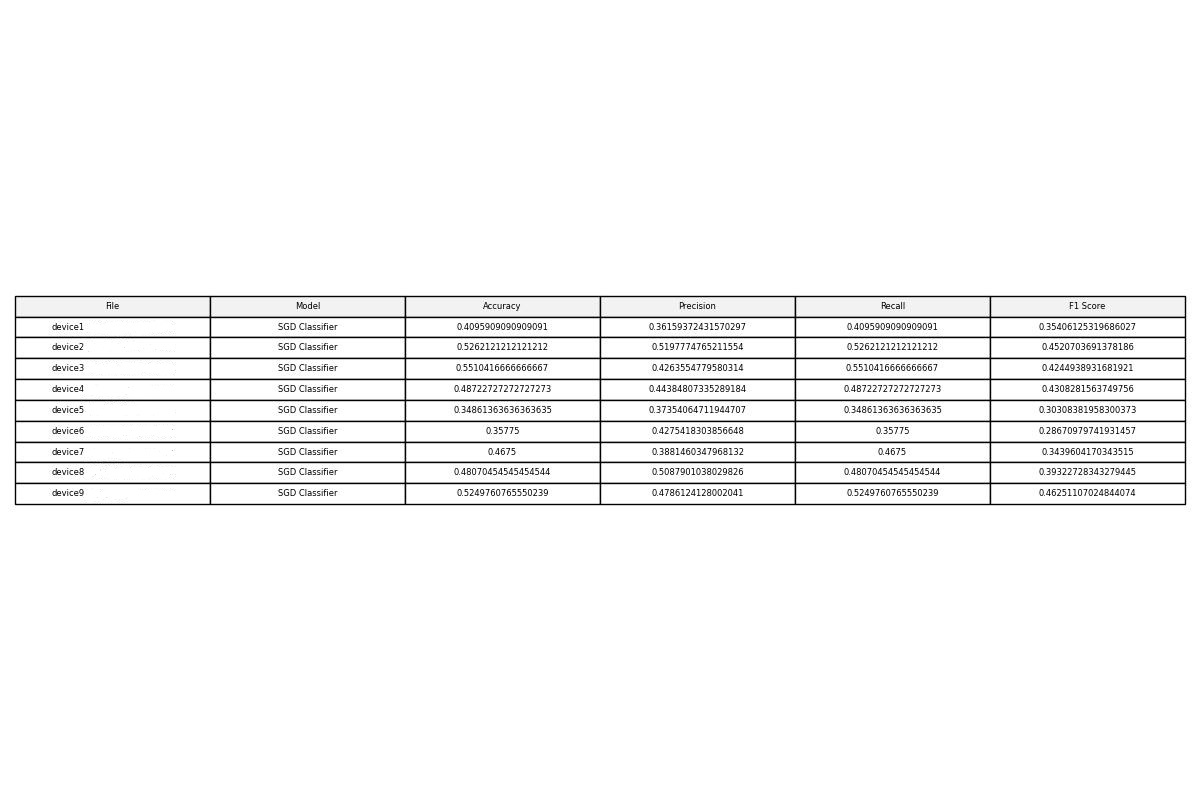 File Model Accuracy Precision Recall F1 Score
device1 SGD Classifier 0.4095909090909091 0.36159372431570297 0.4095909090909091 0.35406125319686027
device2 SGD Classifier 0.5262121212121212 0.5197774765211554 0.5262121212121212 0.4520703691378186
device3 SGD Classifier 0.5510416666666667 0.4263554779580314 0.5510416666666667 0.4244938931681921
device4 SGD Classifier 0.48722727272727273 0.44384807335289184 0.48722727272727273 0.4308281563749756
device5 SGD Classifier 0.34861363636363635 0.37354064711944707 0.34861363636363635 0.30308381958300373
device6 SGD Classifier 0.35775 0.4275418303856648 0.35775 0.28670979741931457
device7 SGD Classifier 0.4675 0.3881460347968132 0.4675 0.3439604170343515
device8 SGD Classifier 0.48070454545454544 0.5087901038029826 0.48070454545454544 0.39322728343279445
device9 SGD Classifier 0.5249760765550239 0.4786124128002041 0.5249760765550239 0.46251107024844074